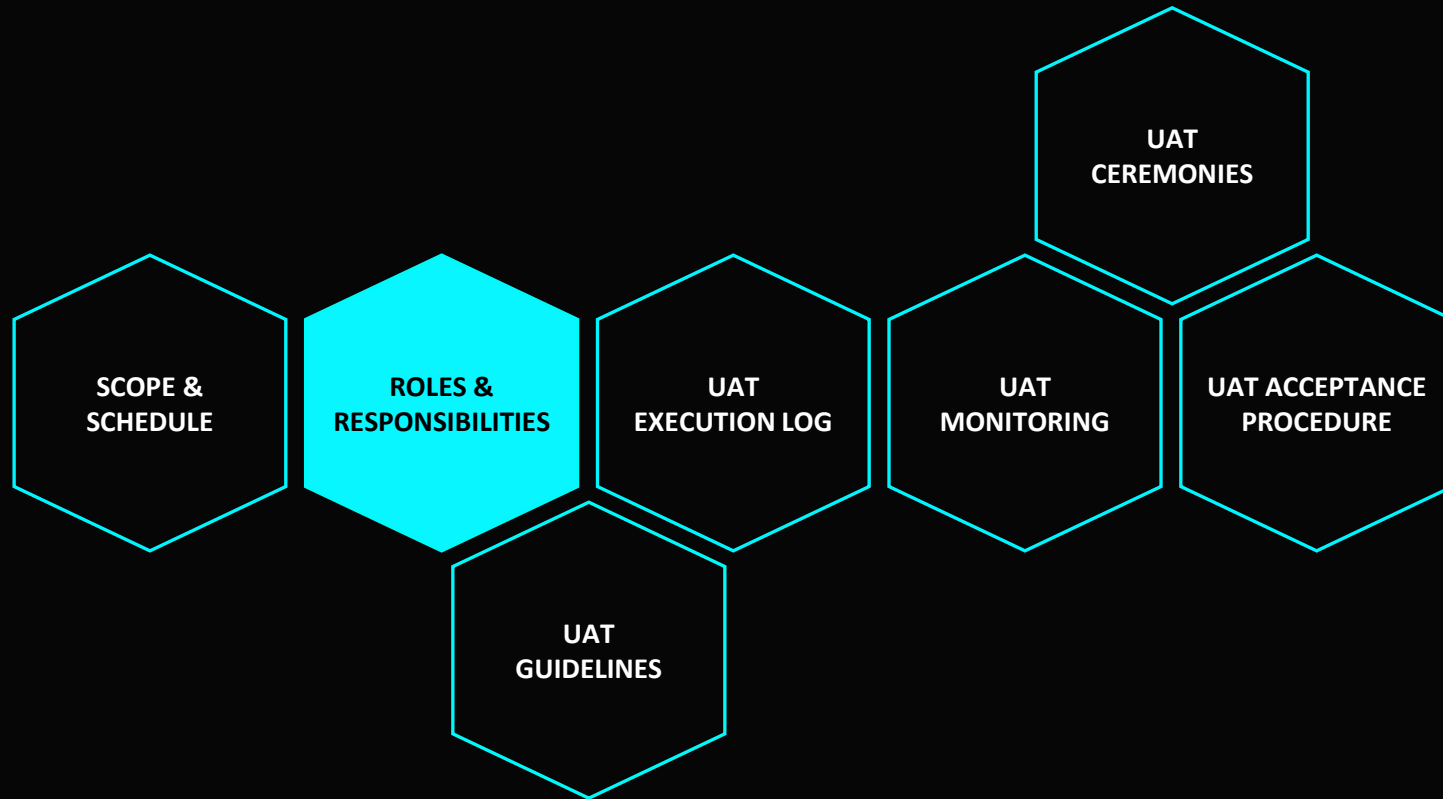 UAT
CEREMONIES
SCOPE &
SCHEDULE
ROLES &
RESPONSIBILITIES
UAT
EXECUTION LOG
UAT
MONITORING
UAT ACCEPTANCE
PROCEDURE
UAT
GUIDELINES